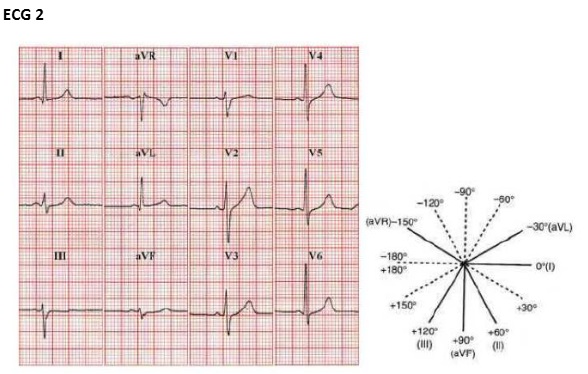 ECG 2
I aVR V1 V4
II aVL V2 V5
III aVF V3 V6
−90°
−120° −60°
(aVR)−150° −30°(aVL)
−180° 0°(I)
+180°
+150° +30°
+120° +90° +60°
(III) (aVF) (II)